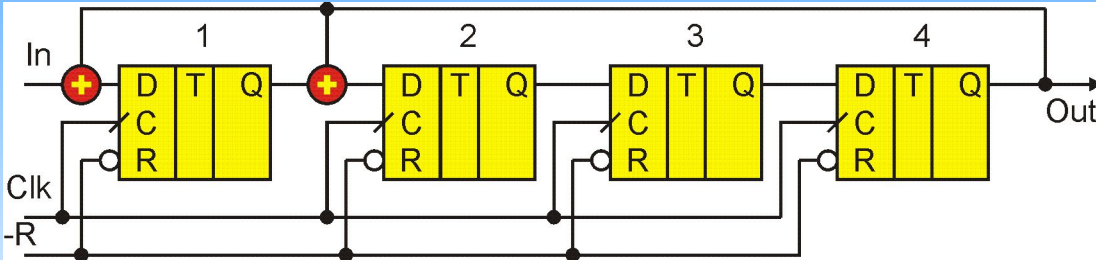 1 2 3 4
In
D T Q D T Q D T Q D T Q
Out
C C C C
R R R R
Clk
-R